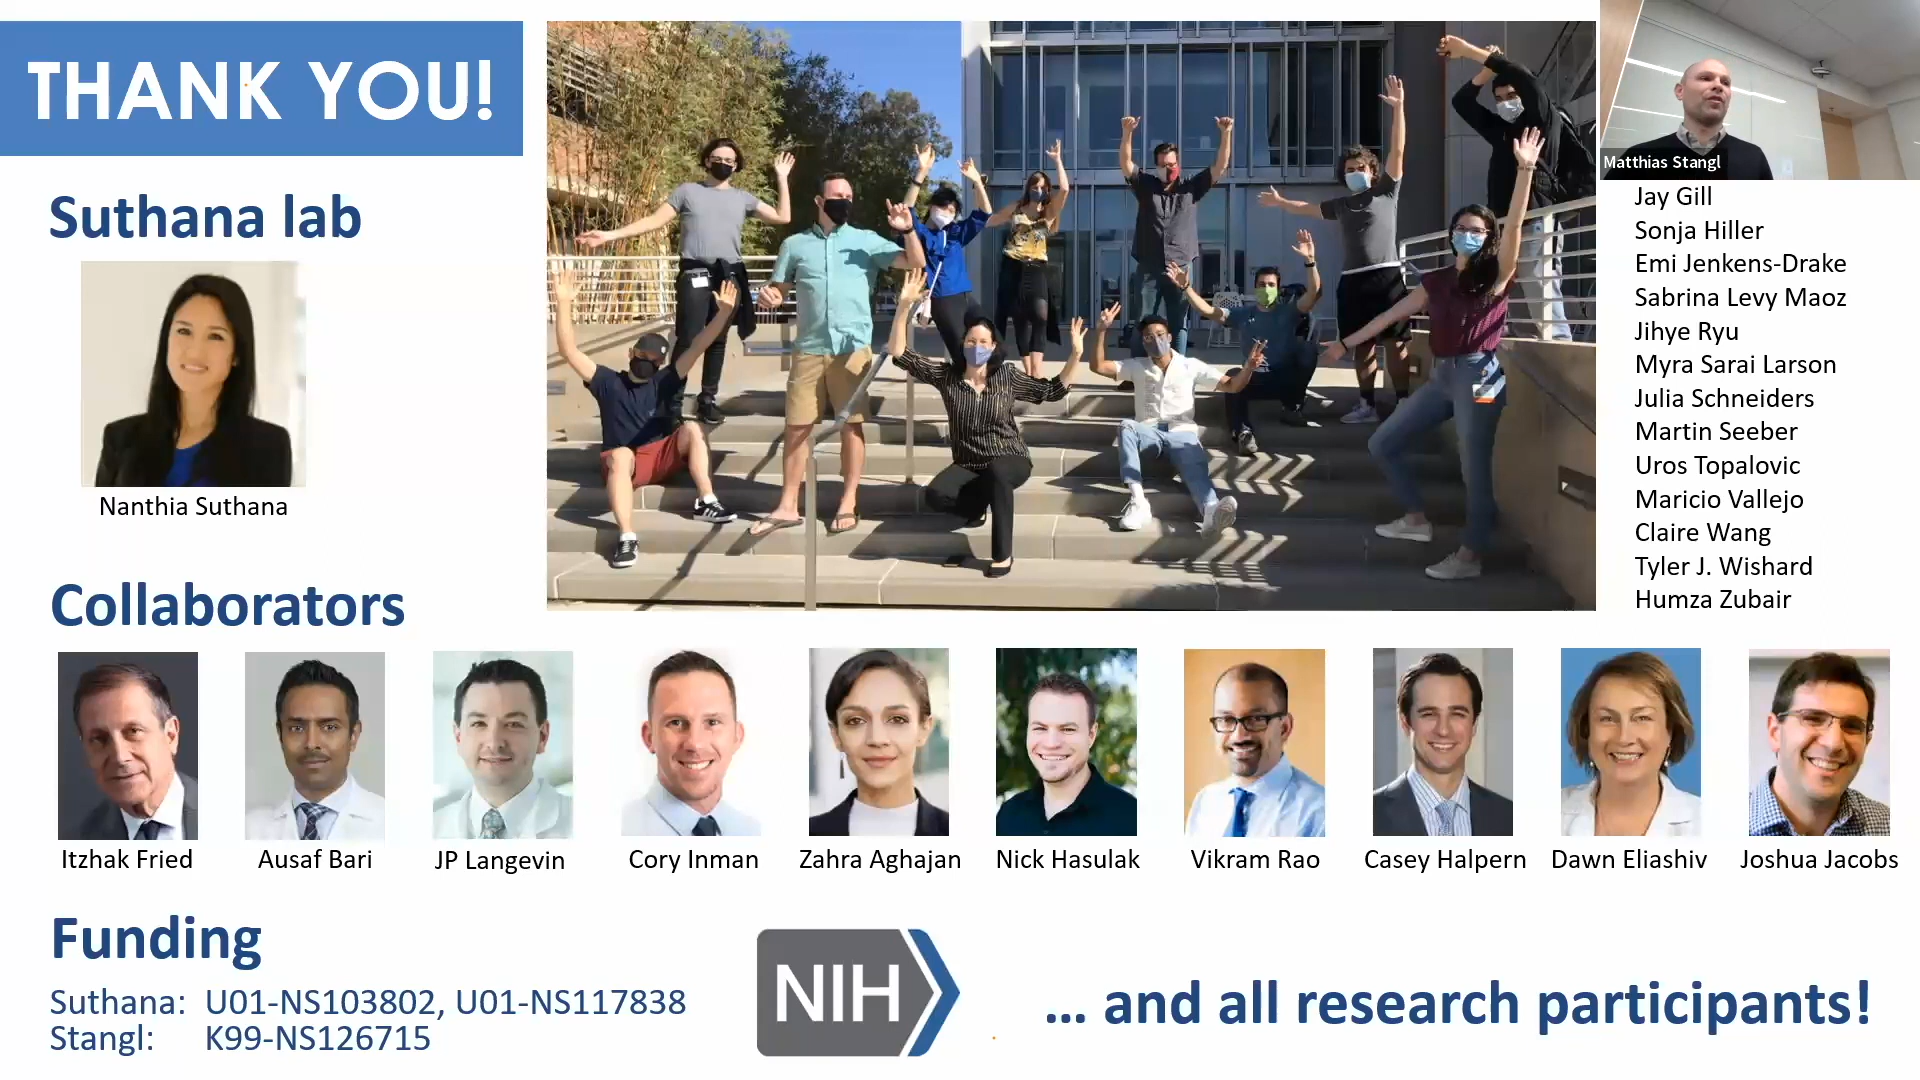 THANK YOU!
Suthana lab
Nanthia Suthana
Matthias Stangl
Jay Gill
Sonja Hiller
Emi Jenkens-Drake
Sabrina Levy Maoz
Jihye Ryu
Myra Sarai Larson
Julia Schneiders
Martin Seeber
Uros Topalovic
Maricio Vallejo
Claire Wang
Tyler J. Wishard
Humza Zubair
Collaborators
Itzhak Fried
Ausaf Bari
JP Langevin
Cory Inman
Zahra Aghajan
Nick Hasulak
Vikram Rao
Casey Halpern
Dawn Eliashiv
Joshua Jacobs
Funding
Suthana: U01-NS103802, U01-NS117838
Stangl: K99-NS126715
NIH
... and all research participants!